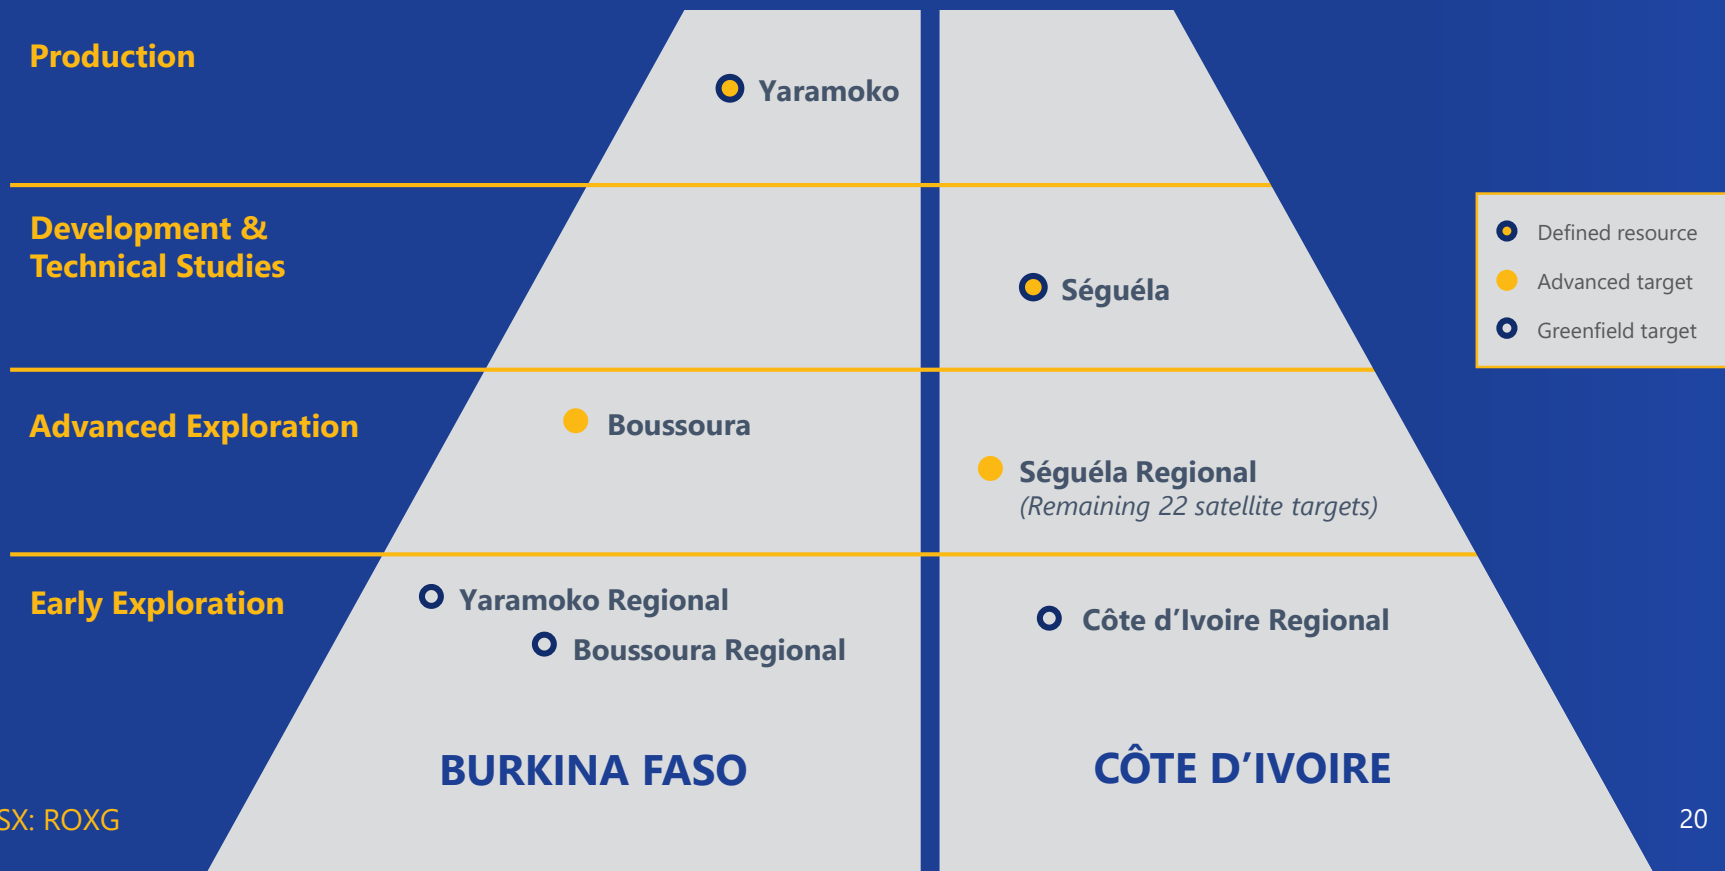 Production
Yaramoko
Development &
Technical Studies
Séguéla
Defined resource
Advanced target
Greenfield target
Advanced Exploration
Boussoura
Séguéla Regional
(Remaining 22 satellite targets)
Early Exploration
Yaramoko Regional
Boussoura Regional
Côte d’Ivoire Regional
BURKINA FASO
CÔTE D’IVOIRE
SX: ROXG
20